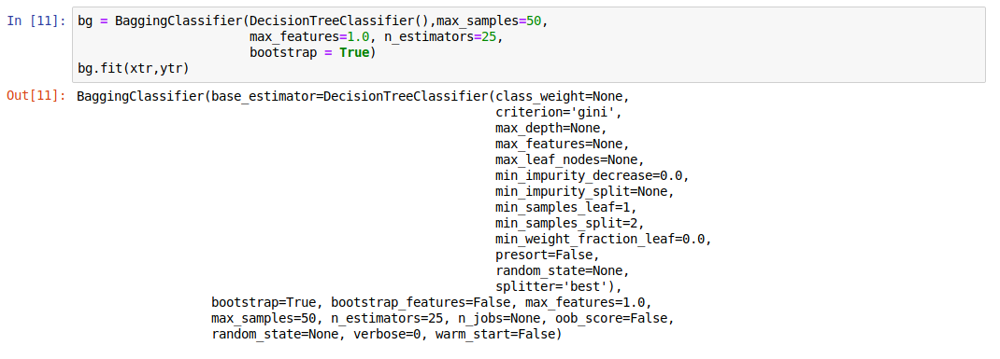 In [11]: bg = BaggingClassifier(DecisionTreeClassifier(),max_samples=50,
max_features=1.0, n_estimators=25,
bootstrap = True)
bg.fit(xtr,ytr)
Out[11]: BaggingClassifier(base_estimator=DecisionTreeClassifier(class_weight=None,
criterion='gini',
max_depth=None,
max_features=None,
max_leaf_nodes=None,
min_impurity_decrease=0.0,
min_impurity_split=None,
min_samples_leaf=1,
min_samples_split=2,
min_weight_fraction_leaf=0.0,
presort=False,
random_state=None,
splitter='best'),
bootstrap=True, bootstrap_features=False, max_features=1.0,
max_samples=50, n_estimators=25, n_jobs=None, oob_score=False,
random_state=None, verbose=0, warm_start=False)